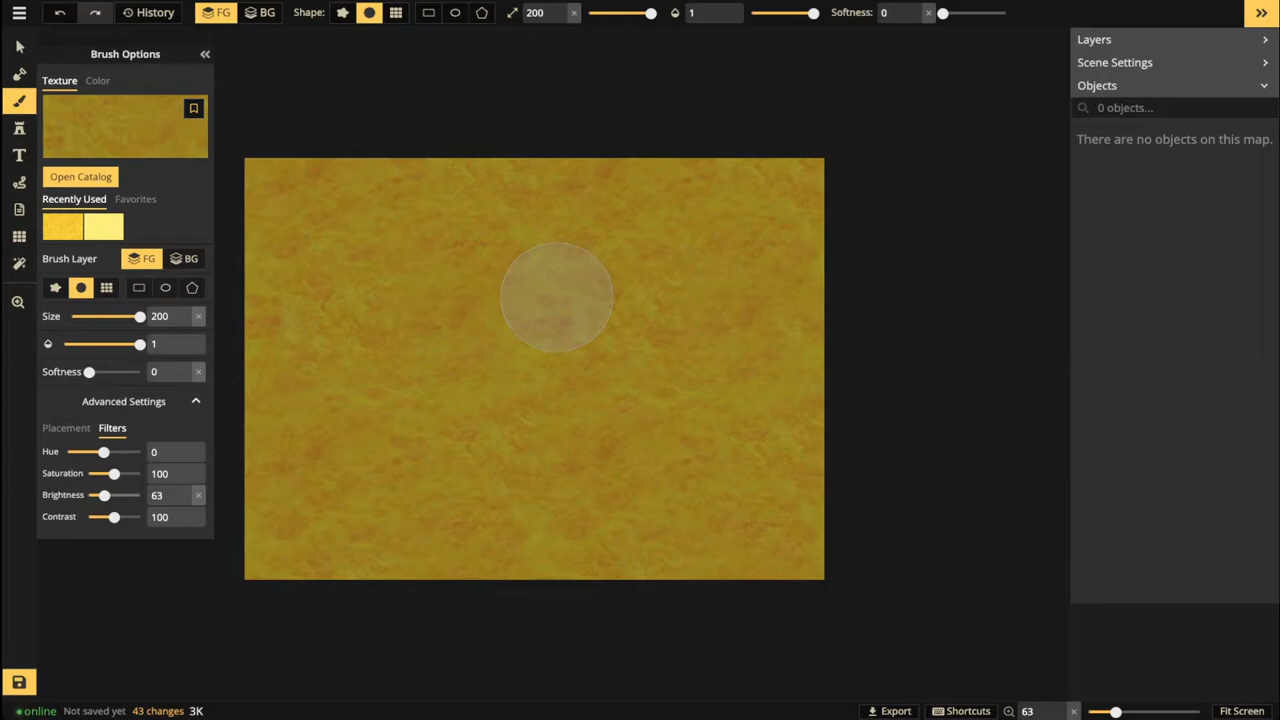 History FG BG Shape: 200 1 Softness: 0
Brush Options
Texture Color
Open Catalog
Recently Used Favorites
Brush Layer FG BG
Size 200
1
Softness 0
Advanced Settings
Placement Filters
Hue 0
Saturation 100
Brightness 63
Contrast 100
Layers
Scene Settings
Objects
0 objects...
There are no objects on this map.
online Not saved yet 43 changes 3K Export Shortcuts 63 Fit Screen